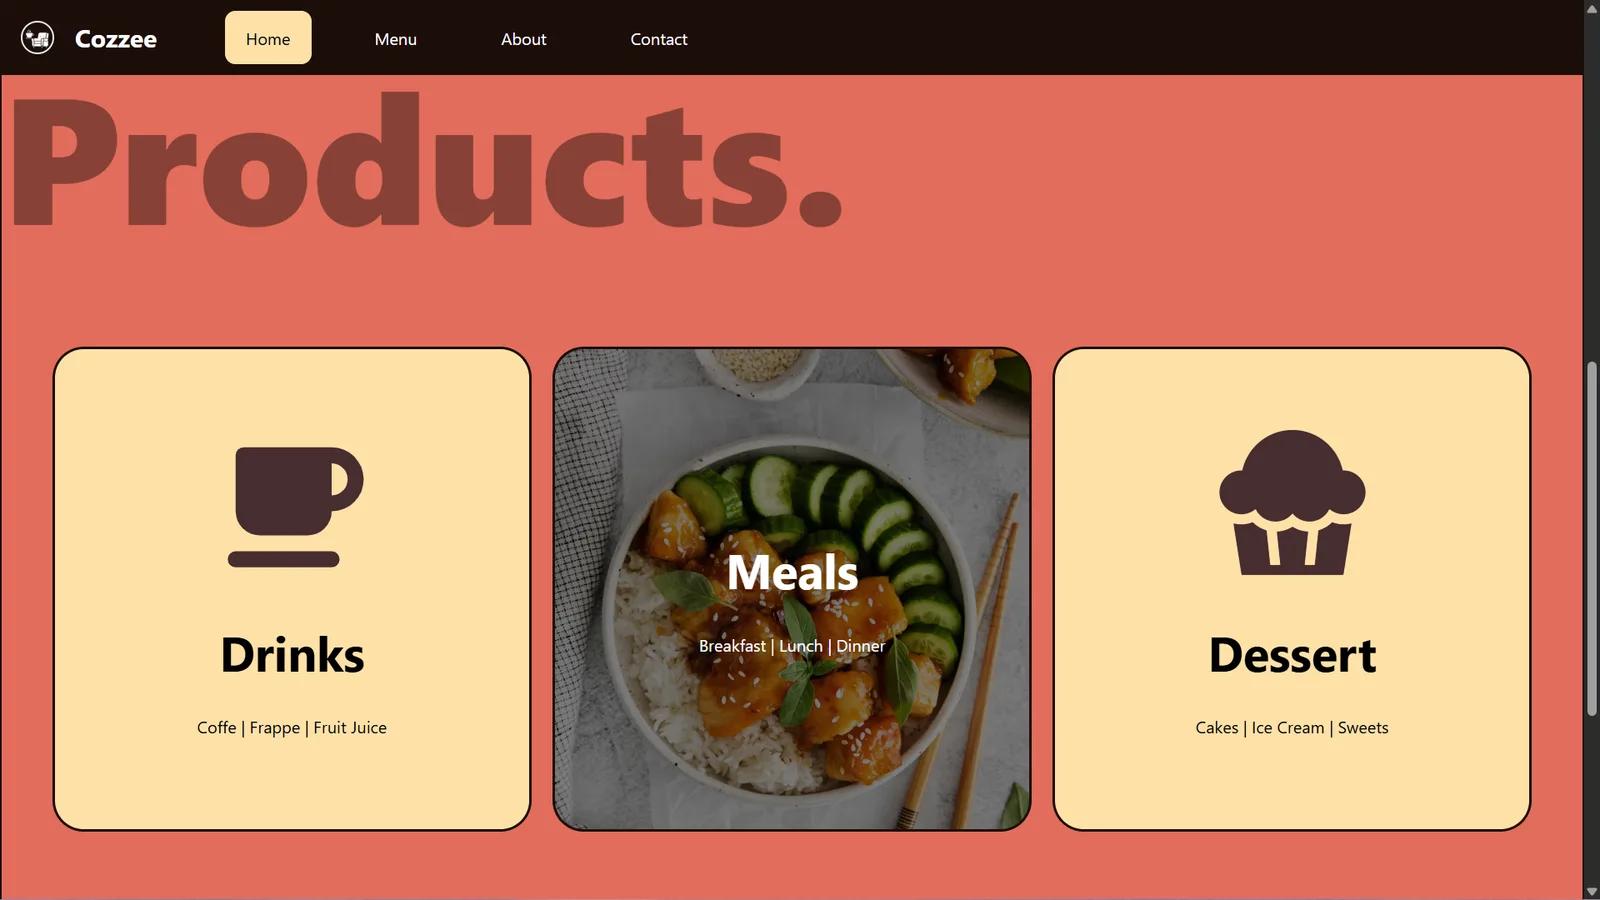 Cozzee
Home
Menu
About
Contact
Products.
Drinks
Coffe | Frappe | Fruit Juice
Meals
Breakfast | Lunch | Dinner
Dessert
Cakes | Ice Cream | Sweets